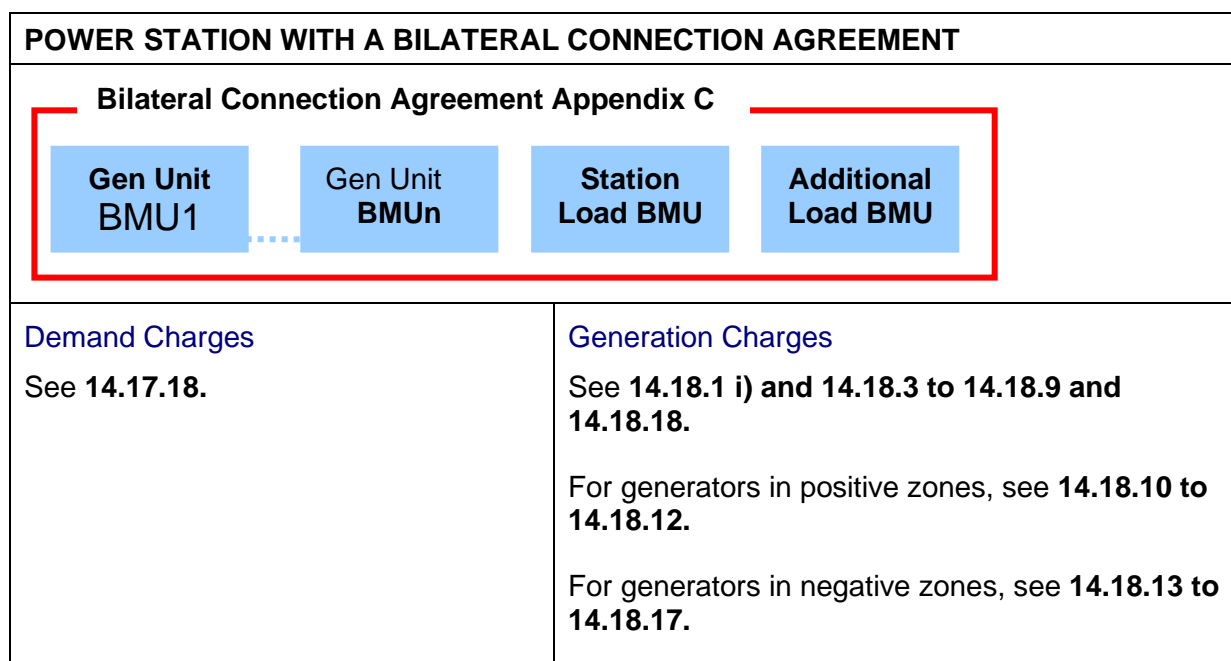 POWER STATION WITH A BILATERAL CONNECTION AGREEMENT
Bilateral Connection Agreement Appendix C
Gen Unit
BMU1
Gen Unit
BMUn
Station
Load BMU
Additional
Load BMU
Demand Charges
See 14.17.18.
Generation Charges
See 14.18.1 i) and 14.18.3 to 14.18.9 and
14.18.18.
For generators in positive zones, see 14.18.10 to
14.18.12.
For generators in negative zones, see 14.18.13 to
14.18.17.